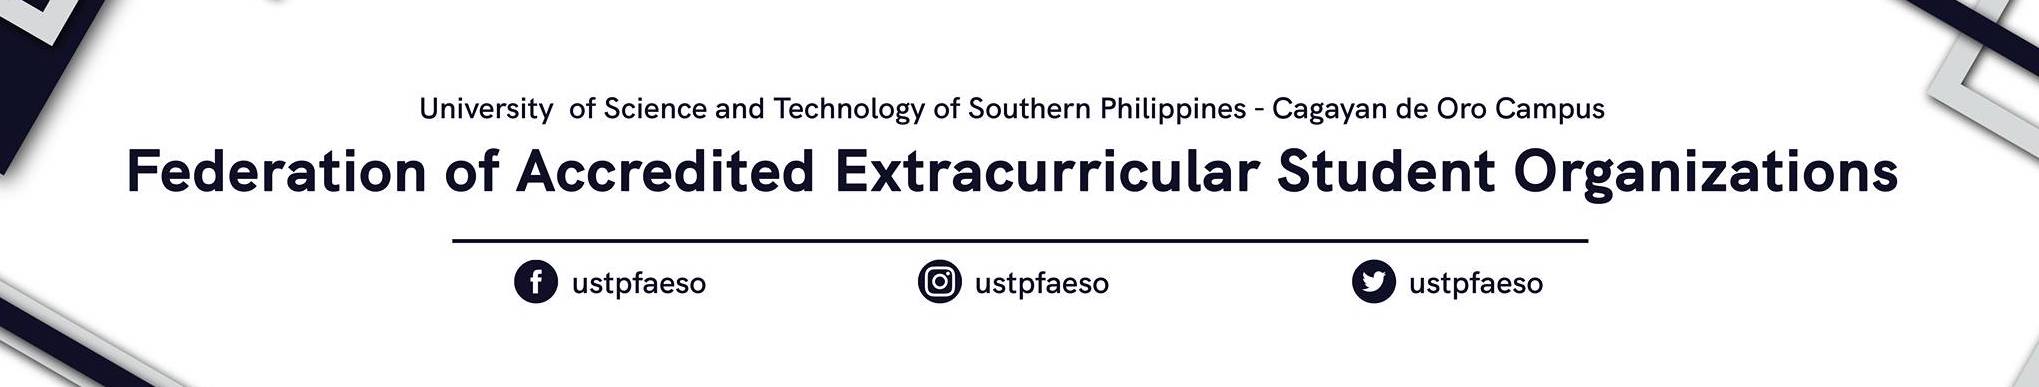 University of Science and Technology of Southern Philippines - Cagayan de Oro Campus
Federation of Accredited Extracurricular Student Organizations
ustpfaeso ustpfaeso ustpfaeso